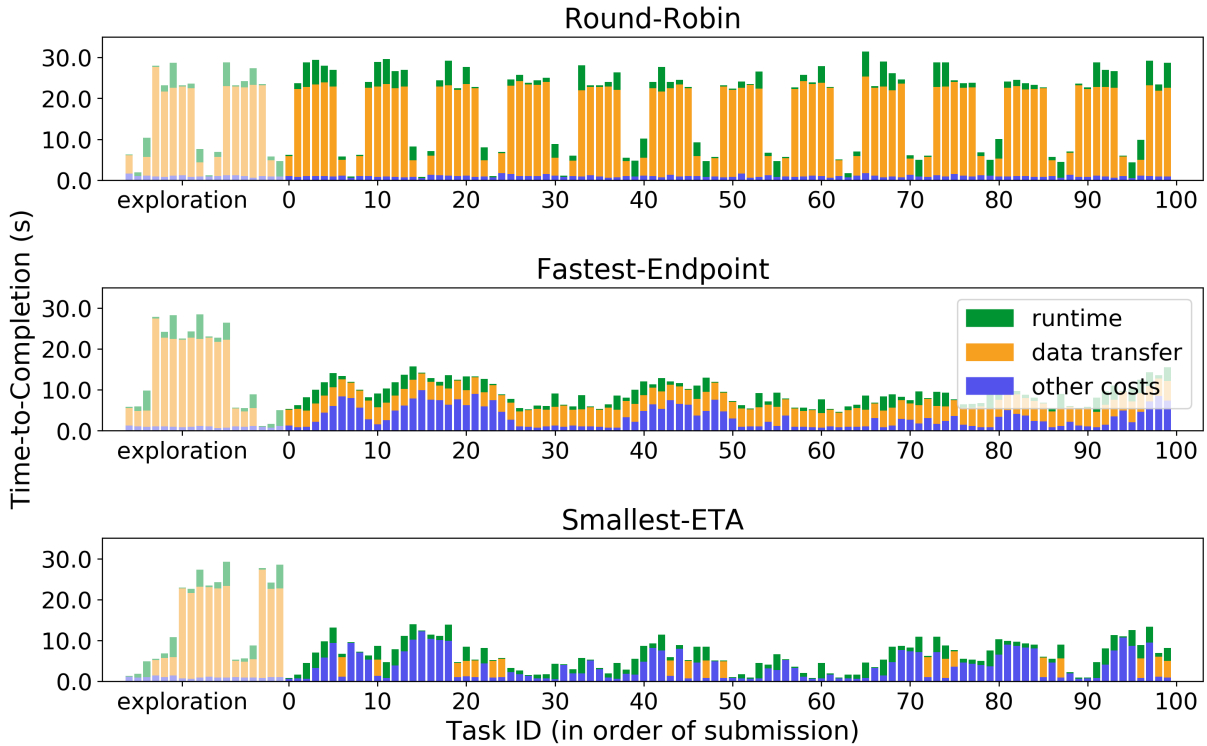 Round-Robin
30.0
20.0
10.0
0.0
exploration 0 10 20 30 40 50 60 70 80 90 100
Time-to-Completion (s)
Fastest-Endpoint
30.0
20.0
10.0
0.0
runtime
data transfer
other costs
exploration 0 10 20 30 40 50 60 70 80 90 100
Smallest-ETA
30.0
20.0
10.0
0.0
exploration 0 10 20 30 40 50 60 70 80 90 100
Task ID (in order of submission)